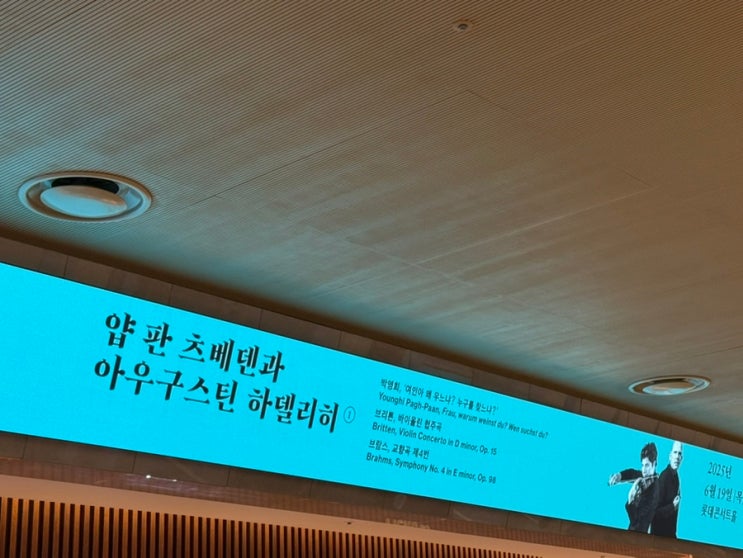 얍 판 츠베덴과
아우구스틴 하델리히 ①
박영희, '여인아 왜 우느냐? 누구를 찾느냐?'
Younghi Pagh-Paan, Frau, warum weinst du? Wen suchst du?
브리튼, 바이올린 협주곡
Britten, Violin Concerto in D minor, Op. 15
브람스, 교향곡 제4번
Brahms, Symphony No. 4 in E minor, Op. 98
2025년
6월 19일(목
롯데콘서트홀